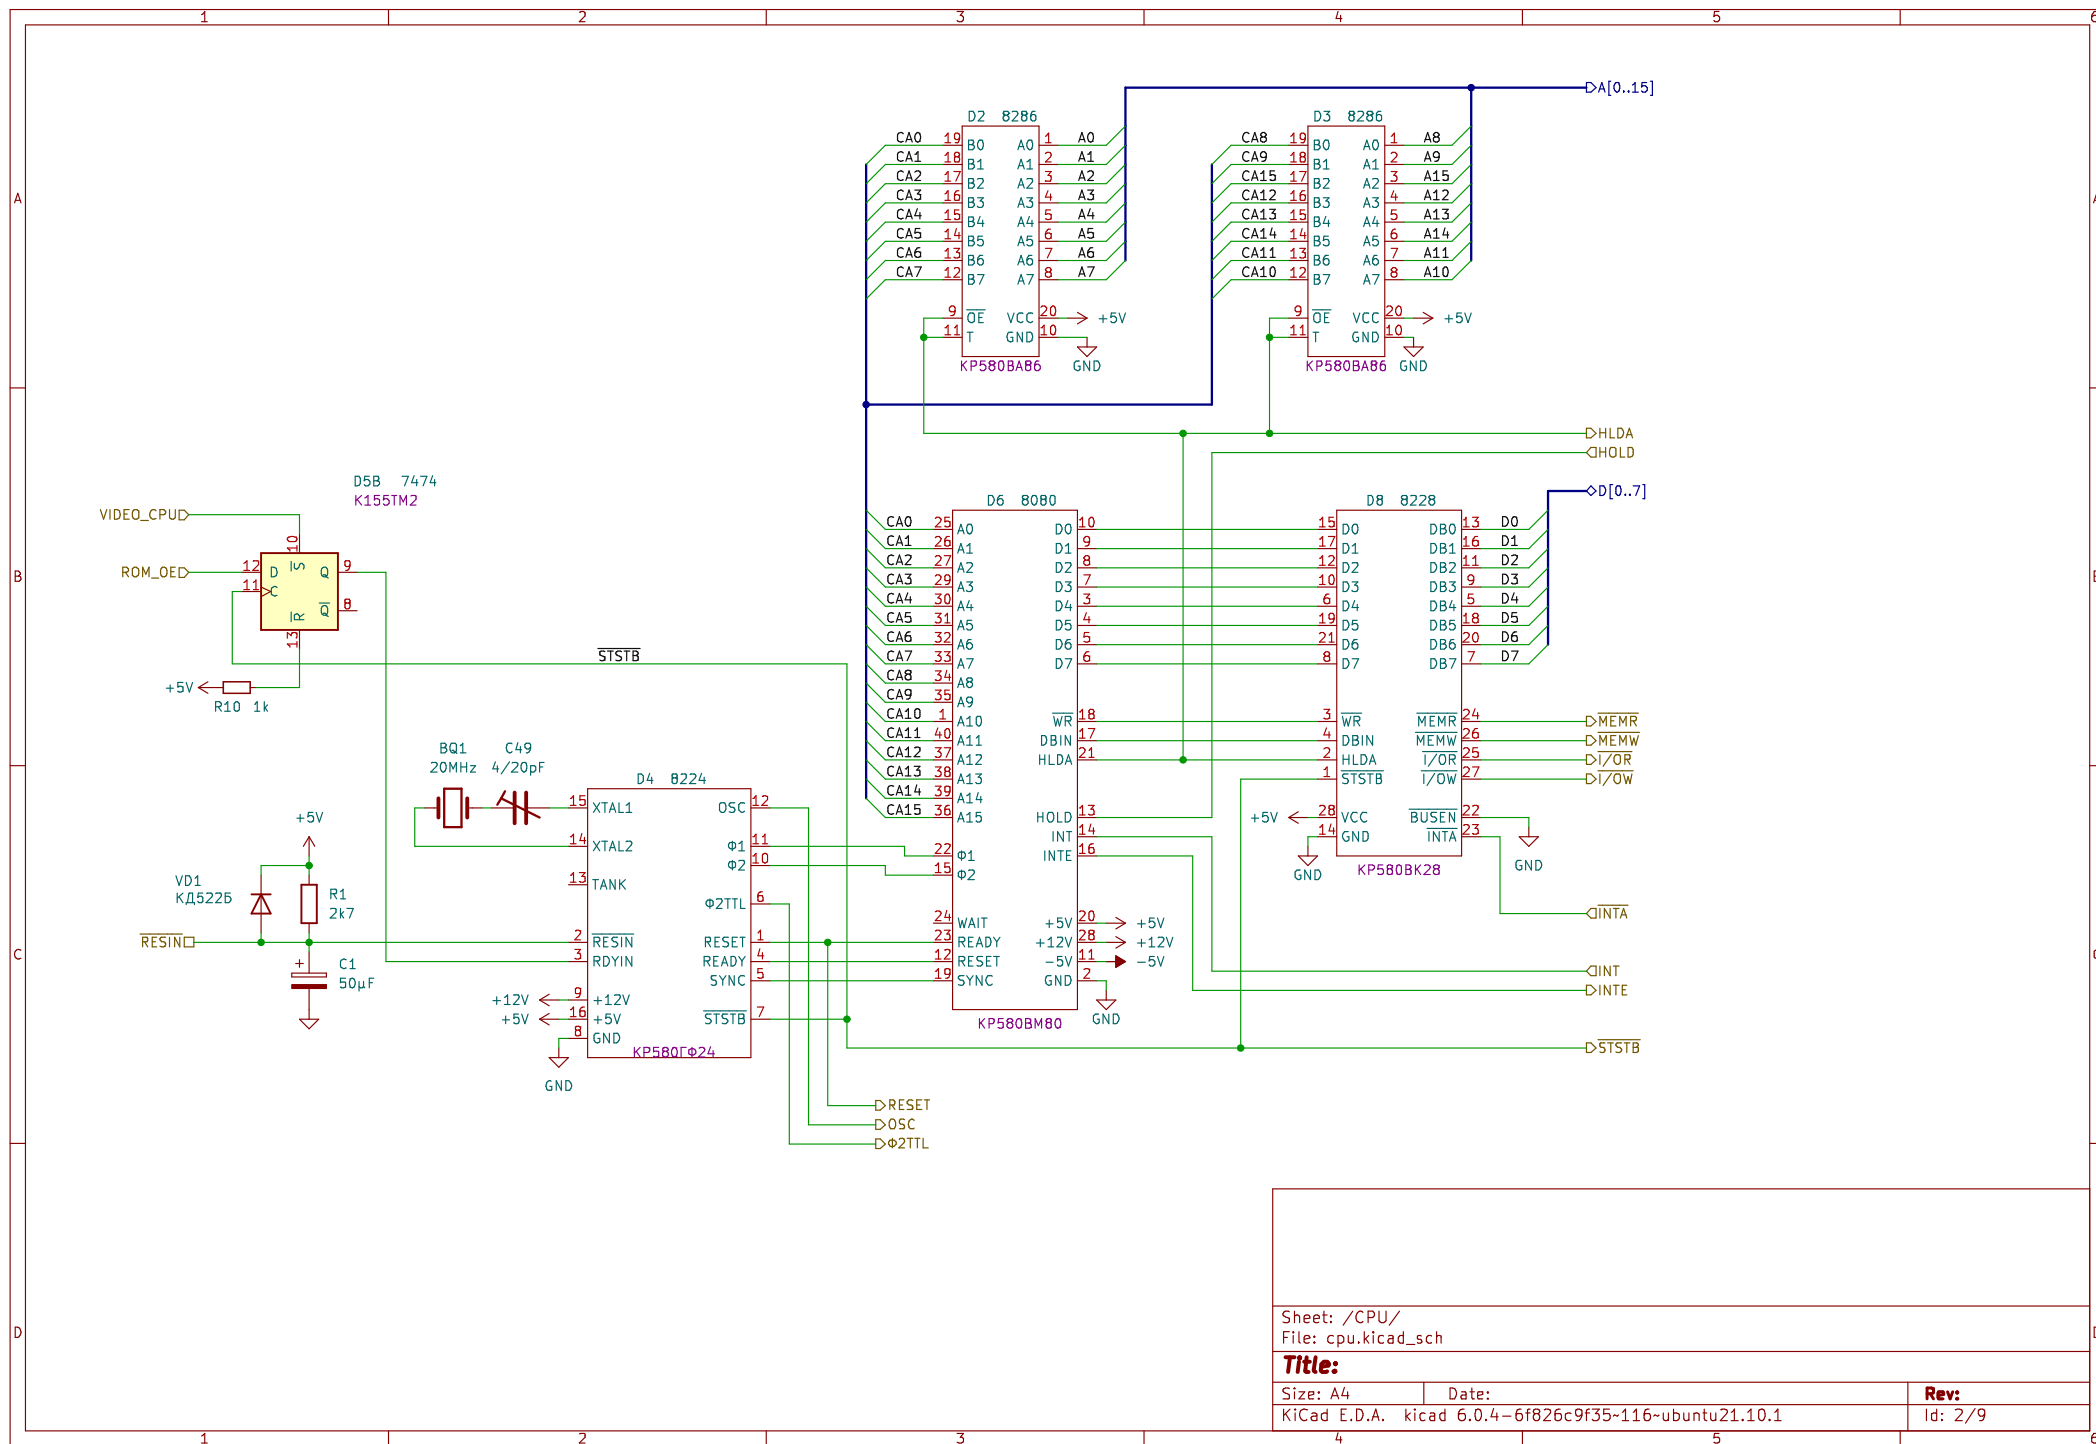 1 2 3 4 5 6
A
B
C
D
A[0..15]
D2 8286
CA0 19 B0 A0 1 A0
CA1 18 B1 A1 2 A1
CA2 17 B2 A2 3 A2
CA3 16 B3 A3 4 A3
CA4 15 B4 A4 5 A4
CA5 14 B5 A5 6 A5
CA6 13 B6 A6 7 A6
CA7 12 B7 A7 8 A7
9 OE VCC 20 +5V
11 T GND 10
KP580BA86 GND
D3 8286
CA8 19 B0 A0 1 A8
CA9 18 B1 A1 2 A9
CA15 17 B2 A2 3 A15
CA12 16 B3 A3 4 A12
CA13 15 B4 A4 5 A13
CA14 14 B5 A5 6 A14
CA11 13 B6 A6 7 A11
CA10 12 B7 A7 8 A10
9 OE VCC 20 +5V
11 T GND 10
KP580BA86 GND
HLDA
HOLD
D[0..7]
D5B 7474
K155TM2
VIDEO_CPU
10
ROM_OE 12 D S Q 9
11 C Q 8
R
13
STSTB
+5V
R10 1k
BQ1 C49
20MHz 4/20pF
+5V
VD1
КД522Б
R1
2k7
RESIN
+ C1
50µF
D4 8224
15 XTAL1 OSC 12
14 XTAL2 Φ1 11
Φ2 10
13 TANK
Φ2TTL 6
2 RESIN RESET 1
3 RDYIN READY 4
SYNC 5
+12V 9 +12V
+5V 16 +5V STSTB 7
8 GND
КР580ГФ24
GND
RESET
OSC
Φ2TTL
D6 8080
CA0 25 A0 D0 10
CA1 26 A1 D1 9
CA2 27 A2 D2 8
CA3 29 A3 D3 7
CA4 30 A4 D4 3
CA5 31 A5 D5 4
CA6 32 A6 D6 5
CA7 33 A7 D7 6
CA8 34 A8
CA9 35 A9
CA10 1 A10 WR 18
CA11 40 A11 DBIN 17
CA12 37 A12 HLDA 21
CA13 38 A13
CA14 39 A14
CA15 36 A15 HOLD 13
INT 14
22 Φ1 INTE 16
15 Φ2
24 WAIT +5V 20 +5V
23 READY +12V 28 +12V
12 RESET -5V 11 -5V
19 SYNC GND 2
KP580BM80 GND
D8 8228
15 D0 DB0 13 D0
17 D1 DB1 16 D1
12 D2 DB2 11 D2
10 D3 DB3 9 D3
6 D4 DB4 5 D4
19 D5 DB5 18 D5
21 D6 DB6 20 D6
8 D7 DB7 7 D7
3 WR MEMR 24 MEMR
4 DBIN MEMW 26 MEMW
2 HLDA I/OR 25 I/OR
1 STSTB I/OW 27 I/OW
+5V 28 VCC BUSEN 22
14 GND INTA 23
GND KP580BK28 GND
INTA
INT
INTE
STSTB
Sheet: /CPU/
File: cpu.kicad_sch
Title:
Size: A4 Date: Rev:
KiCad E.D.A. kicad 6.0.4-6f826c9f35~116~ubuntu21.10.1 Id: 2/9
1 2 3 4 5 6